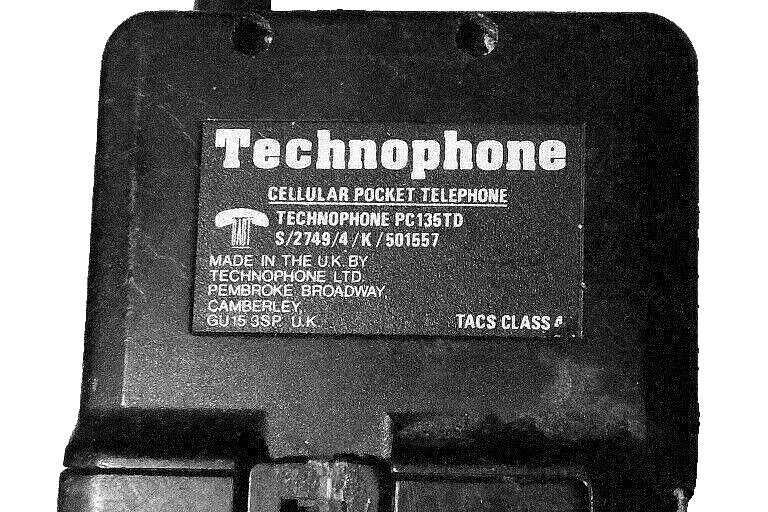 Technophone
CELLULAR POCKET TELEPHONE
TECHNOPHONE PC135TD
S/2749/4/K/501557
MADE IN THE U.K. BY
TECHNOPHONE LTD.
PEMBROKE BROADWAY,
CAMBERLEY,
GU15 3SP. U.K.
TACS CLASS 4